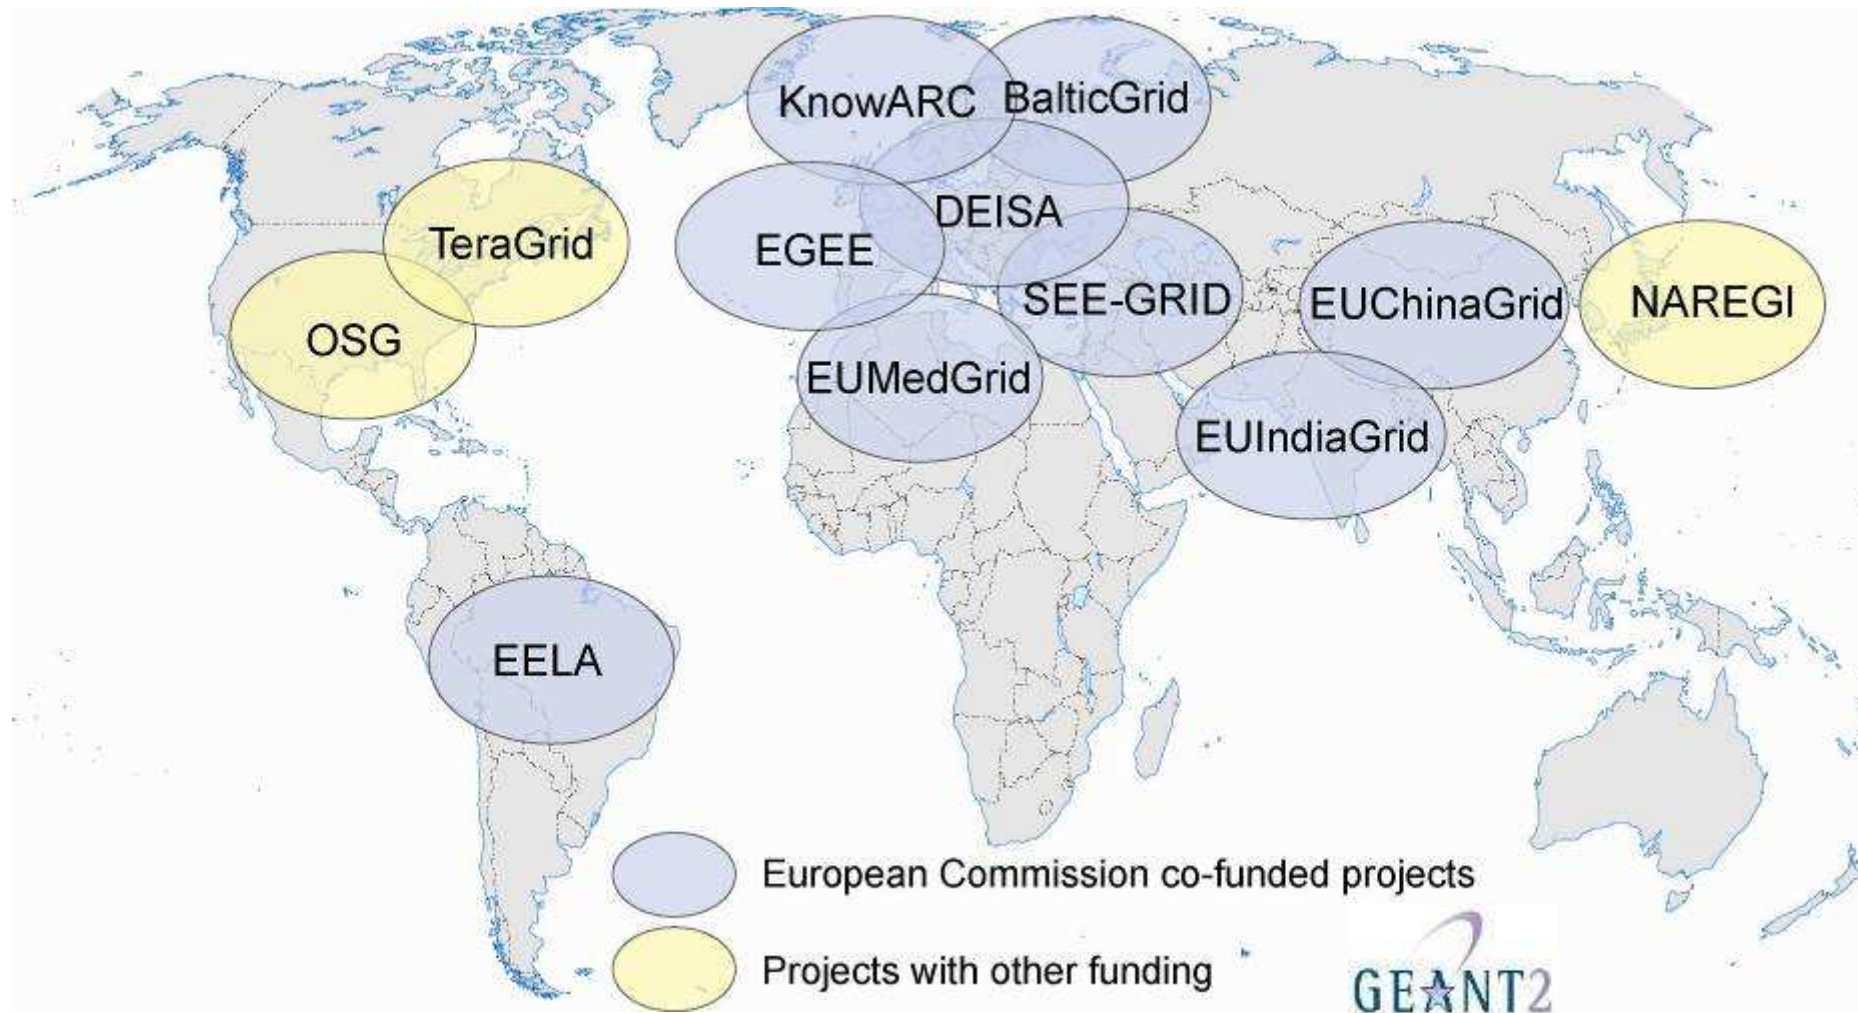 KnowARC
BalticGrid
TeraGrid
DEISA
EGEE
OSG
SEE-GRID
EUChinaGrid
NAREGI
EUMedGrid
EUIndiaGrid
EELA
European Commission co-funded projects
Projects with other funding
GEANT2